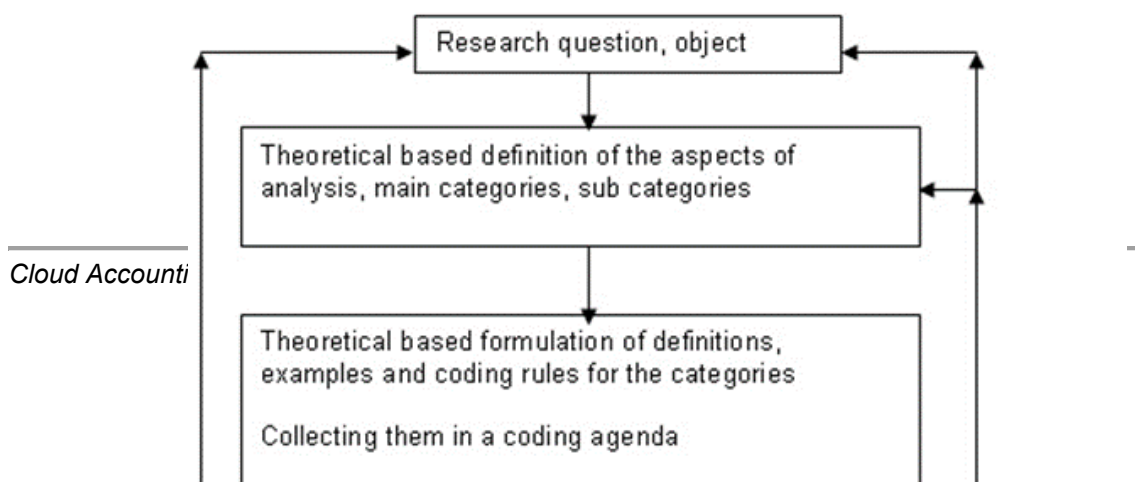 Research question, object
Theoretical based definition of the aspects of
analysis, main categories, sub categories
Cloud Accounti
Theoretical based formulation of definitions,
examples and coding rules for the categories
Collecting them in a coding agenda